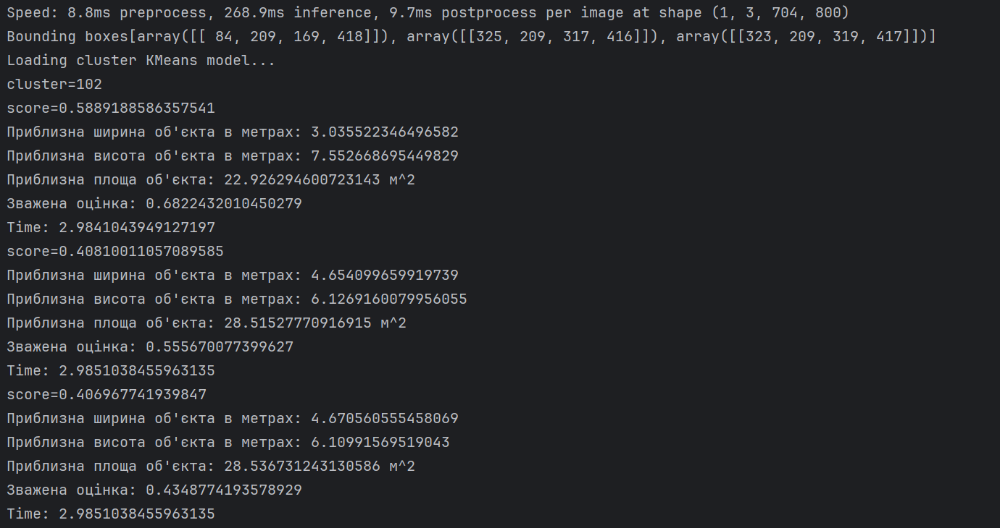 Speed: 8.8ms preprocess, 268.9ms inference, 9.7ms postprocess per image at shape (1, 3, 704, 800)
Bounding boxes[array([[ 84, 209, 169, 418]]), array([[325, 209, 317, 416]]), array([[323, 209, 319, 417]])]
Loading cluster KMeans model...
cluster=102
score=0.5889188586357541
Приблизна ширина об'єкта в метрах: 3.035522346496582
Приблизна висота об'єкта в метрах: 7.552668695449829
Приблизна площа об'єкта: 22.926294600723143 м^2
Зважена оцінка: 0.6822432010450279
Time: 2.9841043949127197
score=0.40810011057089585
Приблизна ширина об'єкта в метрах: 4.654099659919739
Приблизна висота об'єкта в метрах: 6.1269160079956055
Приблизна площа об'єкта: 28.51527770916915 м^2
Зважена оцінка: 0.555670077399627
Time: 2.9851038455963135
score=0.406967741939847
Приблизна ширина об'єкта в метрах: 4.670560555458069
Приблизна висота об'єкта в метрах: 6.10991569519043
Приблизна площа об'єкта: 28.536731243130586 м^2
Зважена оцінка: 0.4348774193578929
Time: 2.9851038455963135